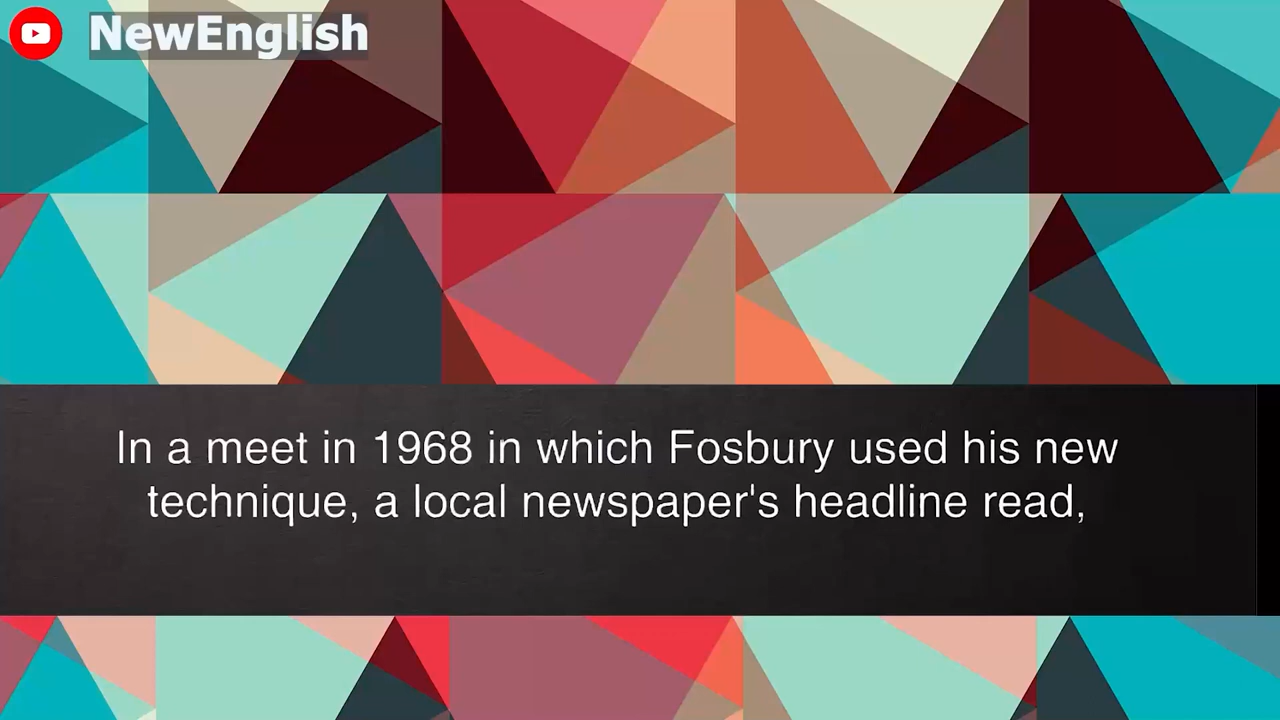 NewEnglish
In a meet in 1968 in which Fosbury used his new
technique, a local newspaper's headline read,